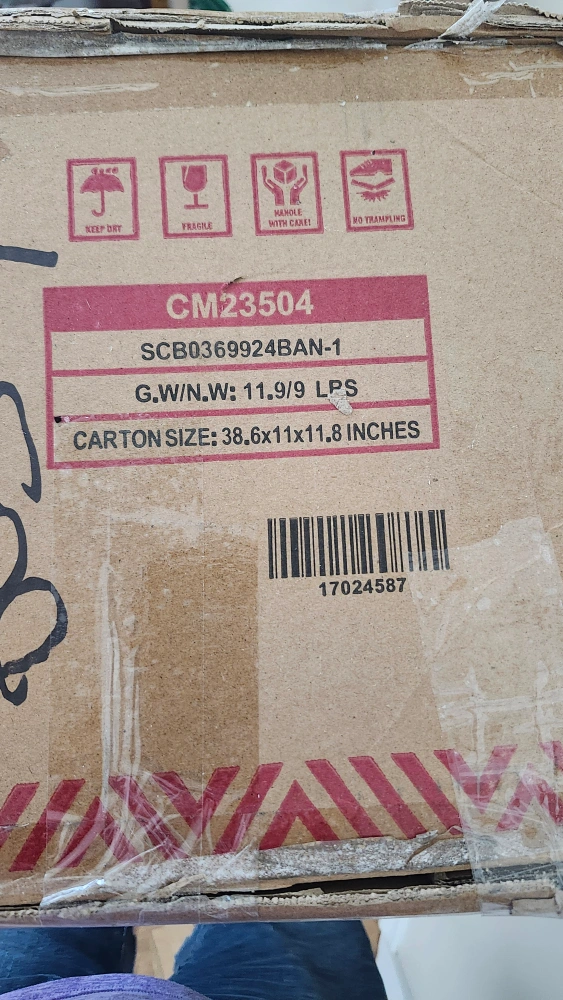 KEEP DRY
FRAGILE
HANDLE
WITH CARE!
NO TRAMPLING
CM23504
SCB0369924BAN-1
G.W/N.W: 11.9/9 LBS
CARTON SIZE: 38.6x11x11.8 INCHES
17024587